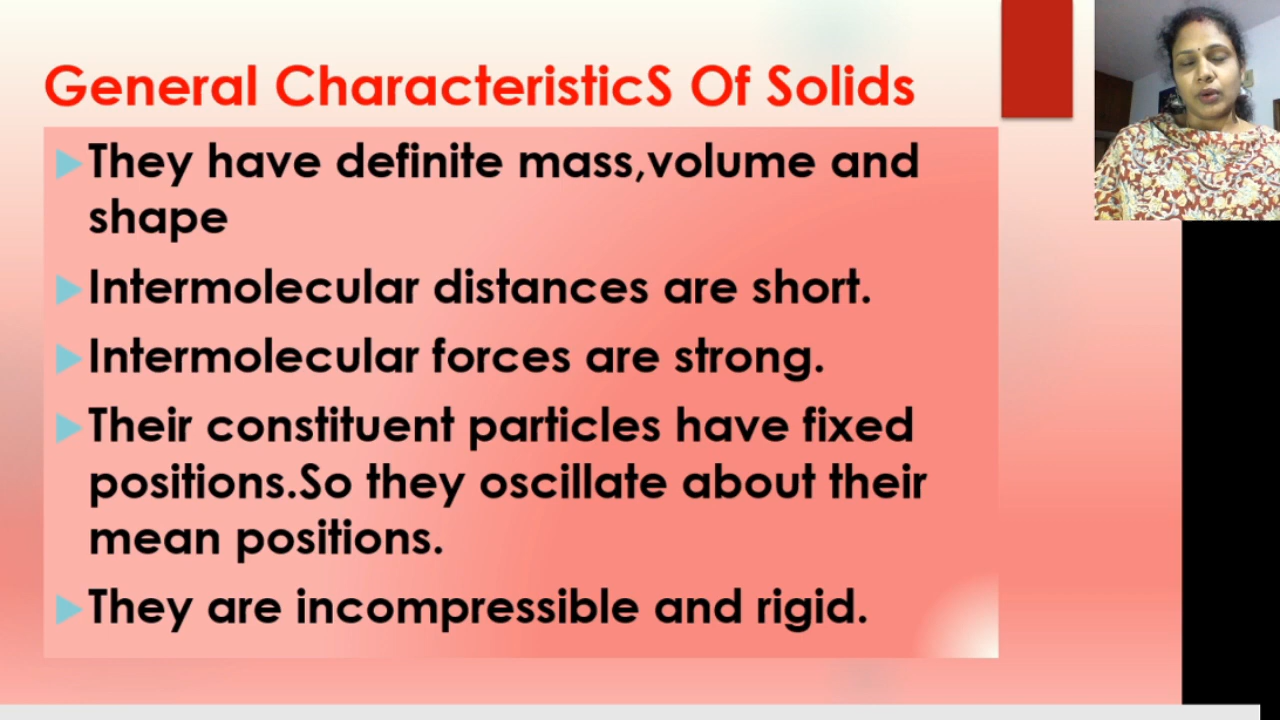 General CharacteristicS Of Solids
They have definite mass,volume and
shape
Intermolecular distances are short.
Intermolecular forces are strong.
Their constituent particles have fixed
positions.So they oscillate about their
mean positions.
They are incompressible and rigid.